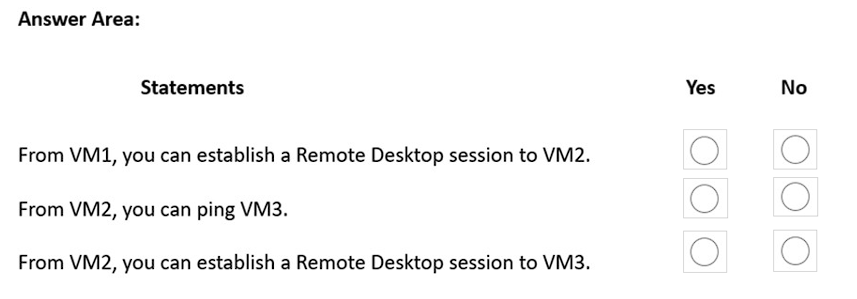 Answer Area:
Statements Yes No
From VM1, you can establish a Remote Desktop session to VM2.
From VM2, you can ping VM3.
From VM2, you can establish a Remote Desktop session to VM3.